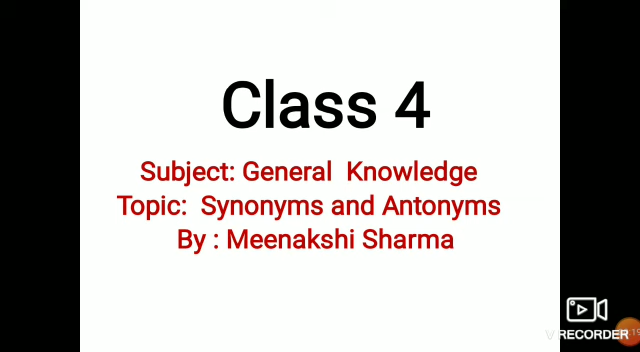 Class 4
Subject: General Knowledge
Topic: Synonyms and Antonyms
By : Meenakshi Sharma
V RECORDER